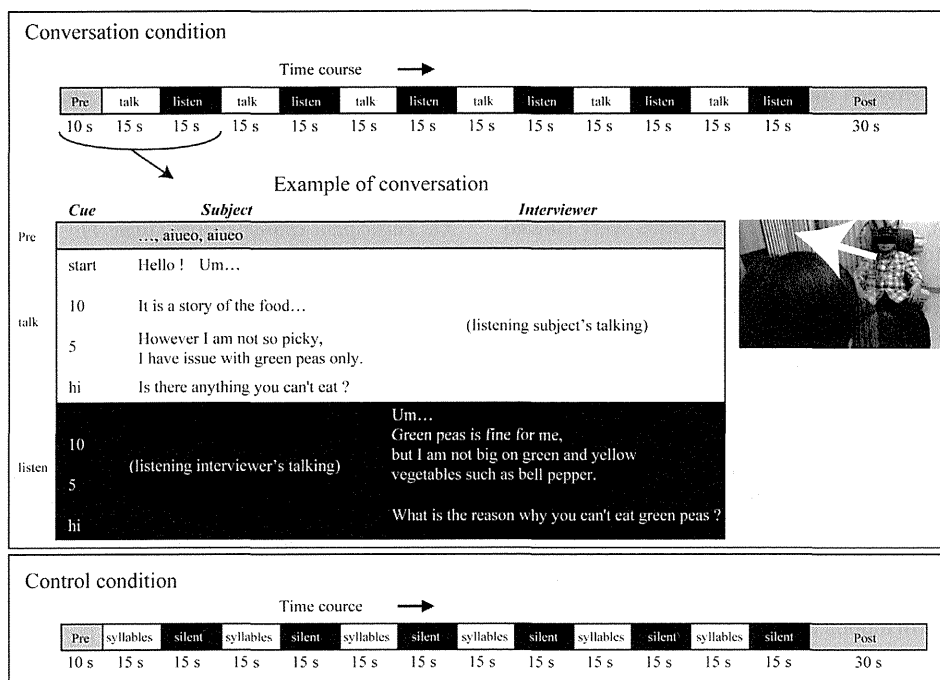 Conversation condition
Time course
Pre talk listen talk listen talk listen talk listen talk listen talk listen Post
10 s 15 s 15 s 15 s 15 s 15 s 15 s 15 s 15 s 15 s 15 s 15 s 15 s 30 s
Example of conversation
Cue Subject Interviewer
Pre ..., aiueo, aiueo
start Hello ! Um...
10 It is a story of the food...
talk (listening subject's talking)
5 However I am not so picky,
I have issue with green peas only.
hi Is there anything you can't eat ?
Um...
10 Green peas is fine for me,
but I am not big on green and yellow
listen (listening interviewer's talking)
5 vegetables such as bell pepper.
hi What is the reason why you can't eat green peas ?
Control condition
Time cource
Pre syllables silent syllables silent syllables silent syllables silent syllables silent syllables silent Post
10 s 15 s 15 s 15 s 15 s 15 s 15 s 15 s 15 s 15 s 15 s 15 s 15 s 30 s